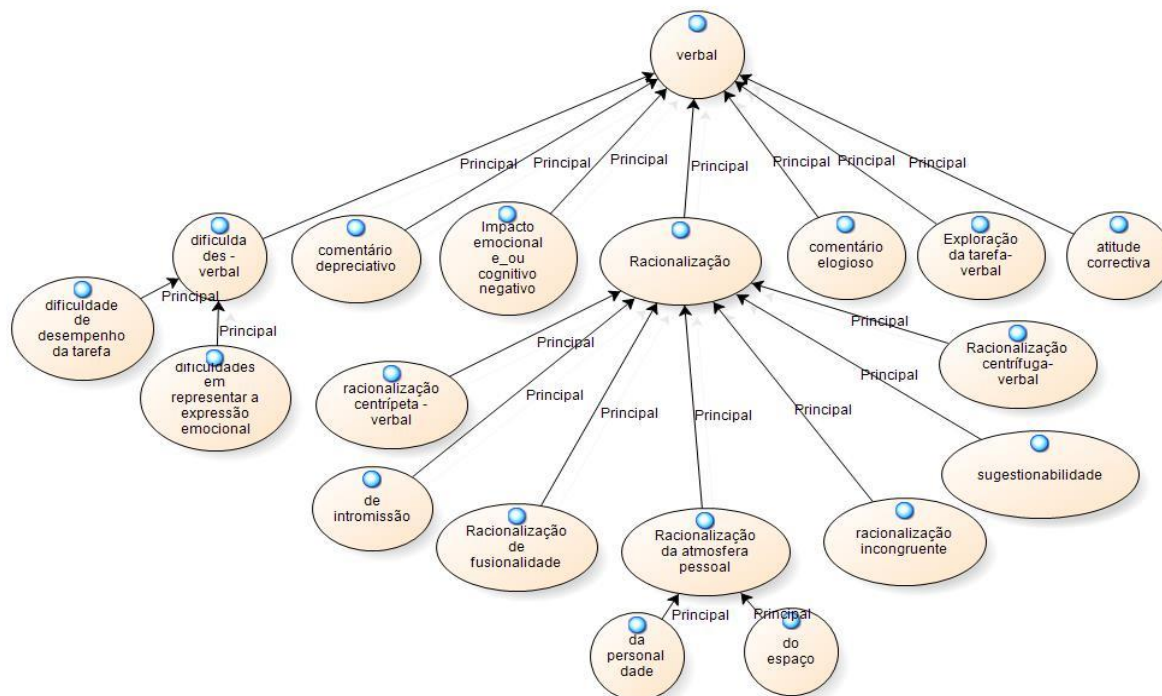 verbal
Principal
Principal
Principal
Principal
Principal
Principal
Principal
dificulda
des -
verbal
comentário
depreciativo
Impacto
emocional
e_ou
cognitivo
negativo
Racionalização
comentário
elogioso
Exploração
da tarefa-
verbal
atitude
correctiva
dificuldade
de
desempenho
da tarefa
Principal
Principal
dificuldades
em
representar a
expressão
emocional
Principal
Principal
Principal
Principal
Principal
Principal
Principal
racionalização
centrípeta -
verbal
Racionalização
centrífuga-
verbal
de
intromissão
Racionalização
de
fusionalidade
Racionalização
da atmosfera
pessoal
racionalização
incongruente
sugestionabilidade
Principal
Principal
da
personali
dade
do
espaço